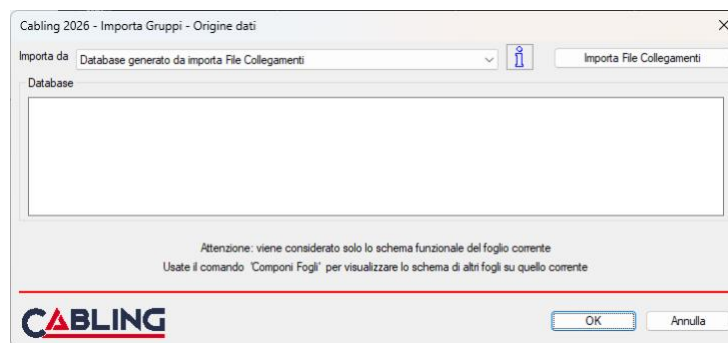 Cabling 2026 - Importa Gruppi - Origine dati
Importa da Database generato da importa File Collegamenti Importa File Collegamenti
Database
Attenzione: viene considerato solo lo schema funzionale del foglio corrente
Usate il comando 'Componi Fogli' per visualizzare lo schema di altri fogli su quello corrente
CABLING OK Annulla